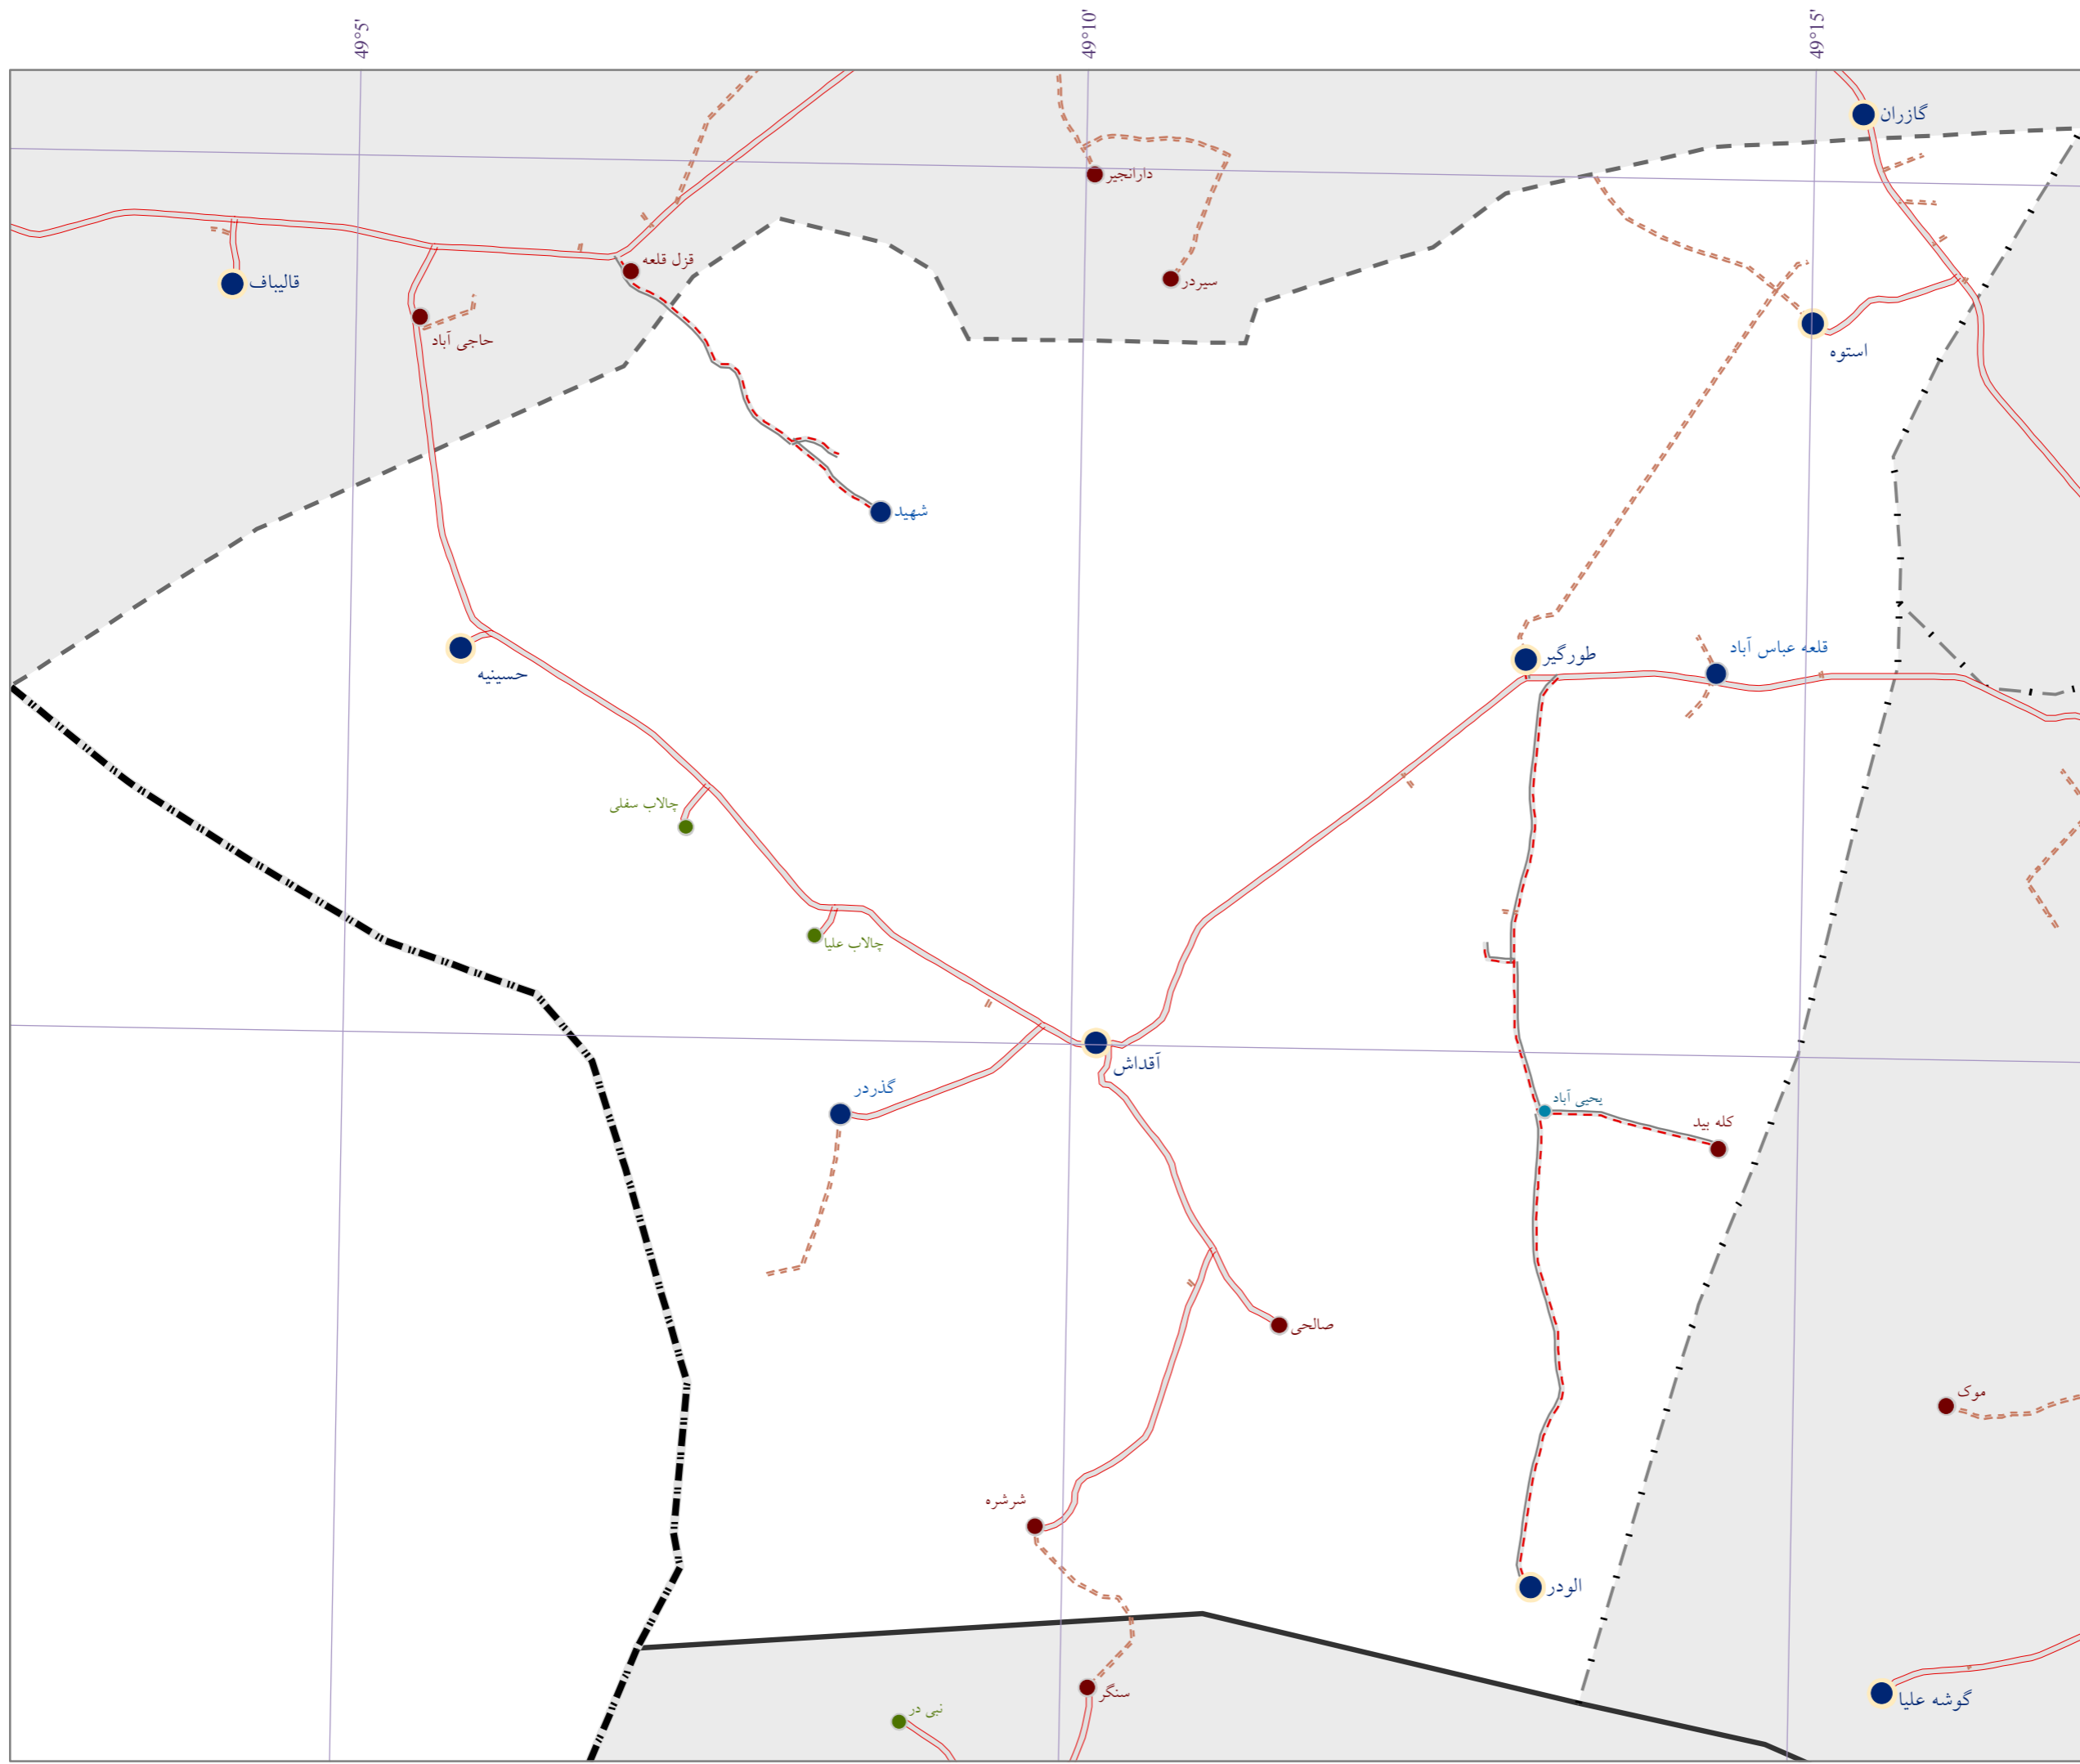 49°5'
49°10'
49°15'
گازران
دارانجیر
قزل قلعه
سیردر
قالیباف
حاجی آباد
استوه
شهید
قلعه عباس آباد
طورگیر
حسینیه
چالاب سفلی
چالاب علیا
آقداش
گذردر
یحیی آباد
کله بید
صالحی
موک
شرشره
الودر
سنگر
گوشه علیا
نبی در